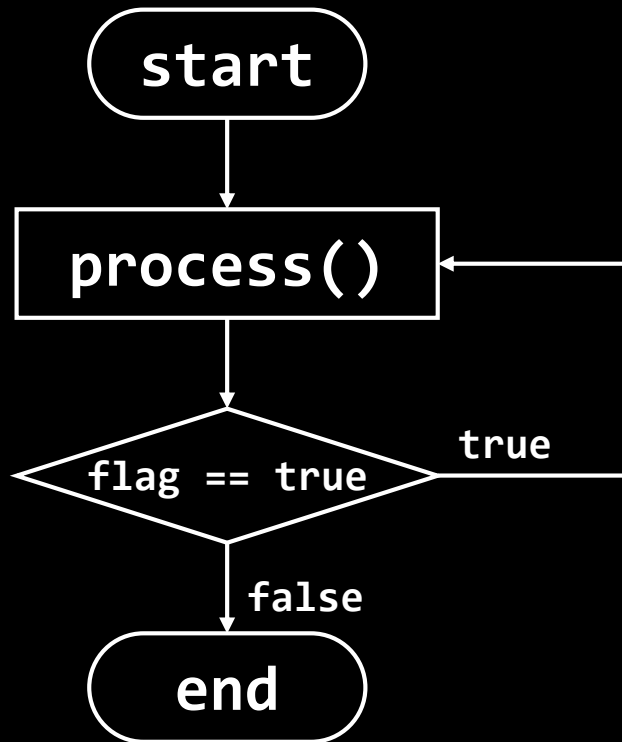 start
process()
flag == true
true
false
end